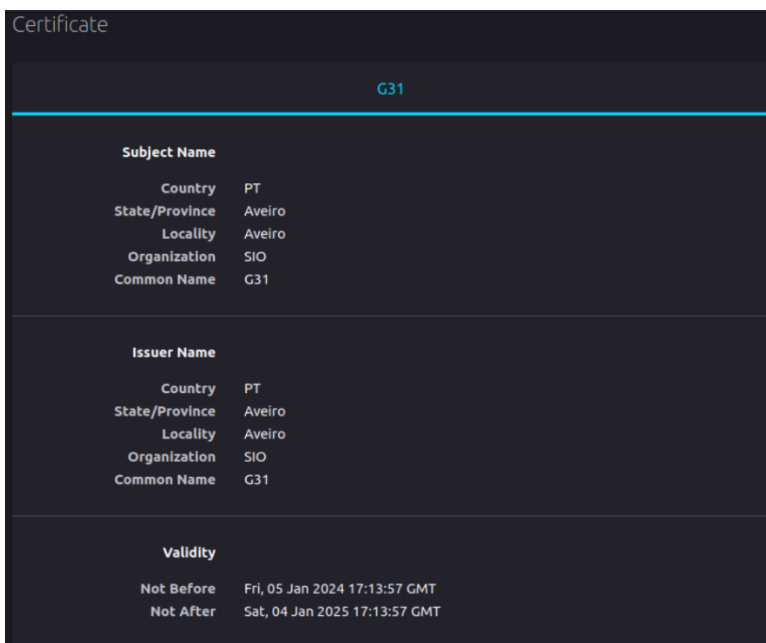 Certificate
G31
Subject Name
Country PT
State/Province Aveiro
Locality Aveiro
Organization SIO
Common Name G31
Issuer Name
Country PT
State/Province Aveiro
Locality Aveiro
Organization SIO
Common Name G31
Validity
Not Before Fri, 05 Jan 2024 17:13:57 GMT
Not After Sat, 04 Jan 2025 17:13:57 GMT